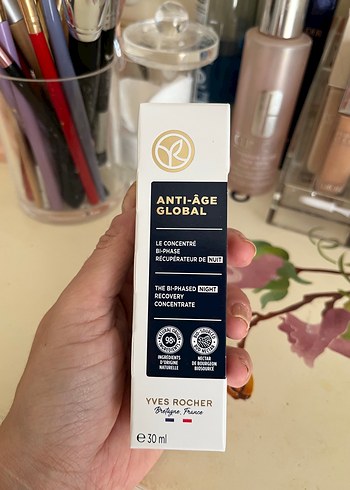 ANTI-ÂGE
GLOBAL
LE CONCENTRÉ
BI-PHASE
RÉCUPÉRATEUR DE NUIT
THE BI-PHASED NIGHT
RECOVERY
CONCENTRATE
98%
INGRÉDIENTS
D'ORIGINE
NATURELLE
NECTAR
DE BOURGEON
BIOSOURCÉ
YVES ROCHER
Bretagne, France
℮ 30 ml